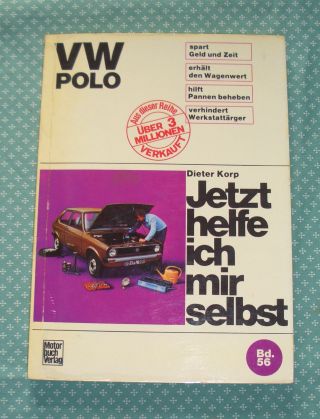 VW
POLO
spart
Geld und Zeit
erhält
den Wagenwert
hilft
Pannen beheben
verhindert
Werkstattärger
Aus dieser Reihe
ÜBER 3
MILLIONEN
VERKAUFT
Dieter Korp
Jetzt
helfe
ich
mir
selbst
Motor
buch
Verlag
Bd.
56